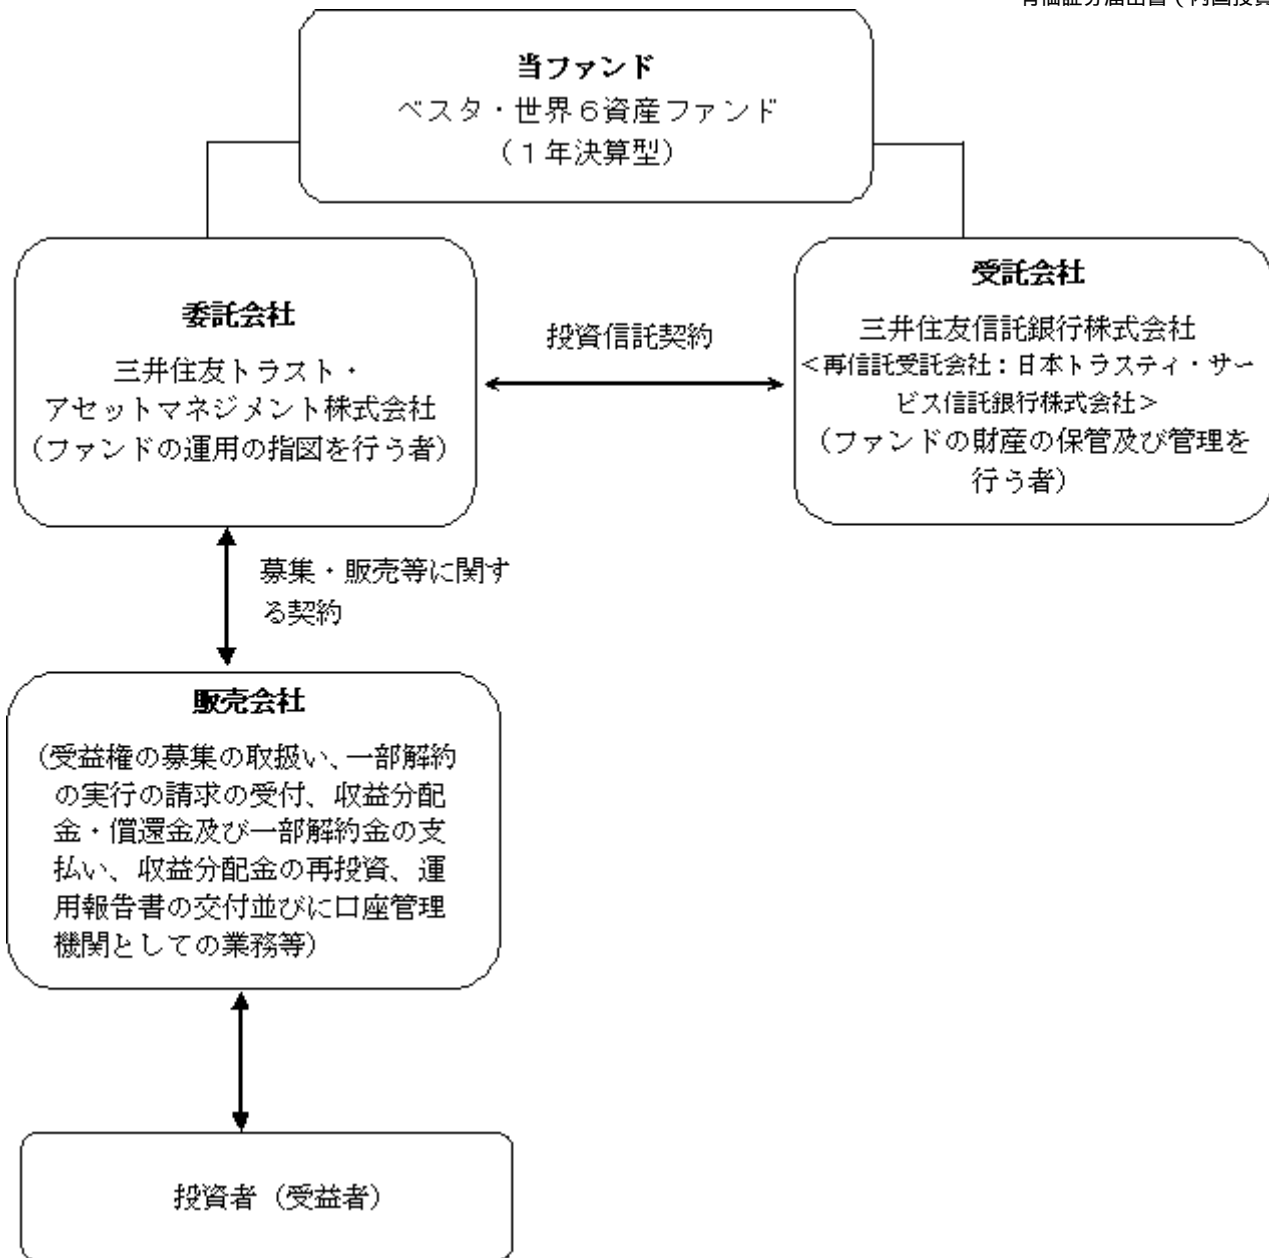 有価証券届出書（内国投資
当ファンド
ベスタ・世界６資産ファンド
（１年決算型）
委託会社
三井住友トラスト・
アセットマネジメント株式会社
（ファンドの運用の指図を行う者）
投資信託契約
受託会社
三井住友信託銀行株式会社
＜再信託受託会社：日本トラスティ・サー
ビス信託銀行株式会社＞
（ファンドの財産の保管及び管理を
行う者）
募集・販売等に関す
る契約
販売会社
（受益権の募集の取扱い、一部解約
の実行の請求の受付、収益分配
金・償還金及び一部解約金の支
払い、収益分配金の再投資、運
用報告書の交付並びに口座管理
機関としての業務等）
投資者（受益者）